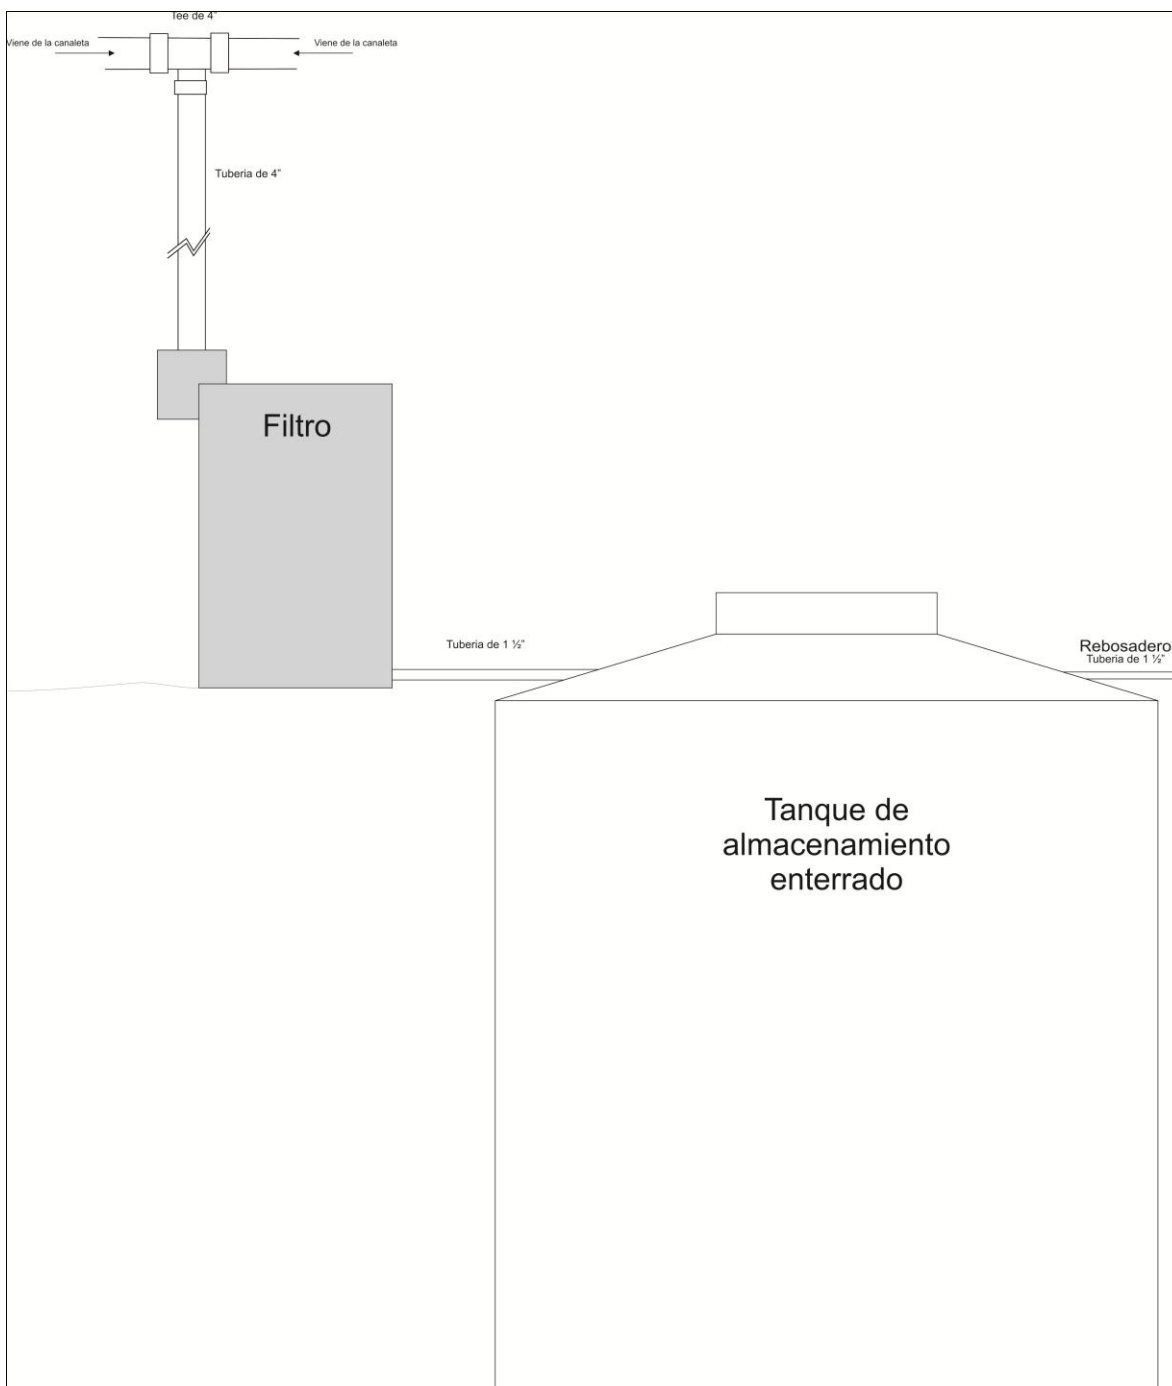 Tee de 4"
Viene de la canaleta
Viene de la canaleta
Tuberia de 4"
Filtro
Tuberia de 1 ½"
Rebosadero
Tuberia de 1 ½"
Tanque de
almacenamiento
enterrado